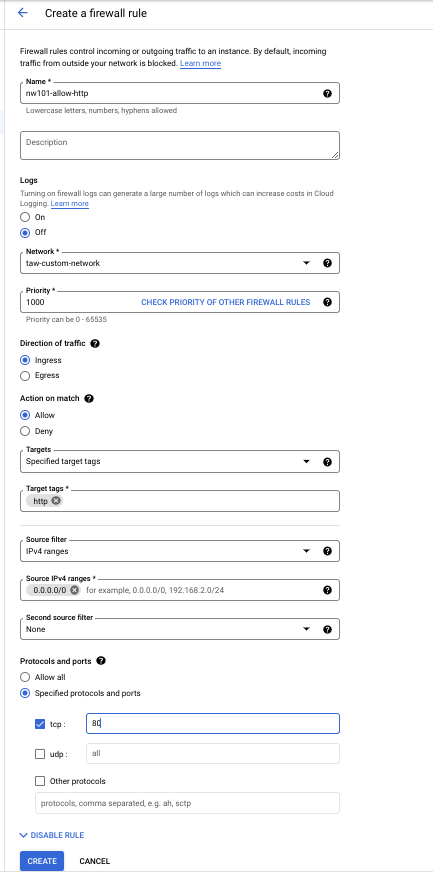 Create a firewall rule
Firewall rules control incoming or outgoing traffic to an instance. By default, incoming
traffic from outside your network is blocked. Learn more
Name *
nw101-allow-http
Lowercase letters, numbers, hyphens allowed
Description
Logs
Turning on firewall logs can generate a large number of logs which can increase costs in Cloud
Logging. Learn more
On
Off
Network *
taw-custom-network
Priority *
1000 CHECK PRIORITY OF OTHER FIREWALL RULES
Priority can be 0 - 65535
Direction of traffic
Ingress
Egress
Action on match
Allow
Deny
Targets
Specified target tags
Target tags *
http
Source filter
IPv4 ranges
Source IPv4 ranges *
0.0.0.0/0 for example, 0.0.0.0/0, 192.168.2.0/24
Second source filter
None
Protocols and ports
Allow all
Specified protocols and ports
tcp : 80
udp : all
Other protocols
protocols, comma separated, e.g. ah, sctp
DISABLE RULE
CREATE CANCEL